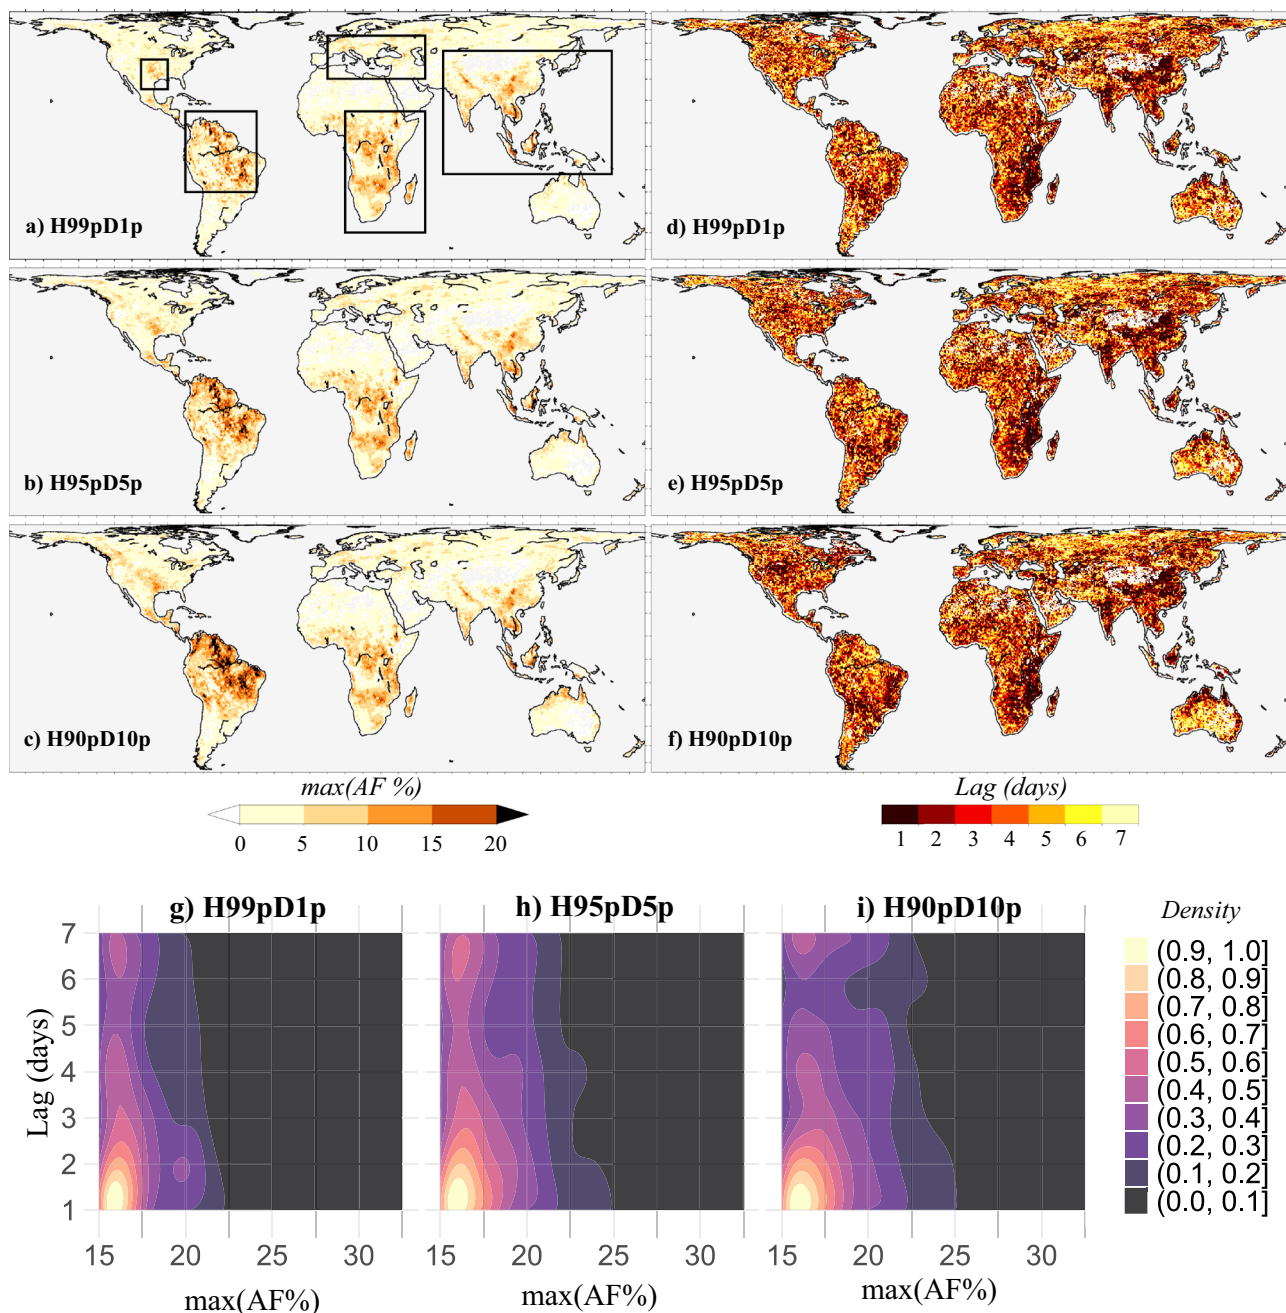 a) H99pD1p
d) H99pD1p
b) H95pD5p
e) H95pD5p
c) H90pD10p
f) H90pD10p
max(AF %)
0 5 10 15 20
Lag (days)
1 2 3 4 5 6 7
g) H99pD1p
h) H95pD5p
i) H90pD10p
Density
(0.9, 1.0]
(0.8, 0.9]
(0.7, 0.8]
(0.6, 0.7]
(0.5, 0.6]
(0.4, 0.5]
(0.3, 0.4]
(0.2, 0.3]
(0.1, 0.2]
(0.0, 0.1]
Lag (days)
7
6
5
4
3
2
1
15 20 25 30
15 20 25 30
15 20 25 30
max(AF%)
max(AF%)
max(AF%)